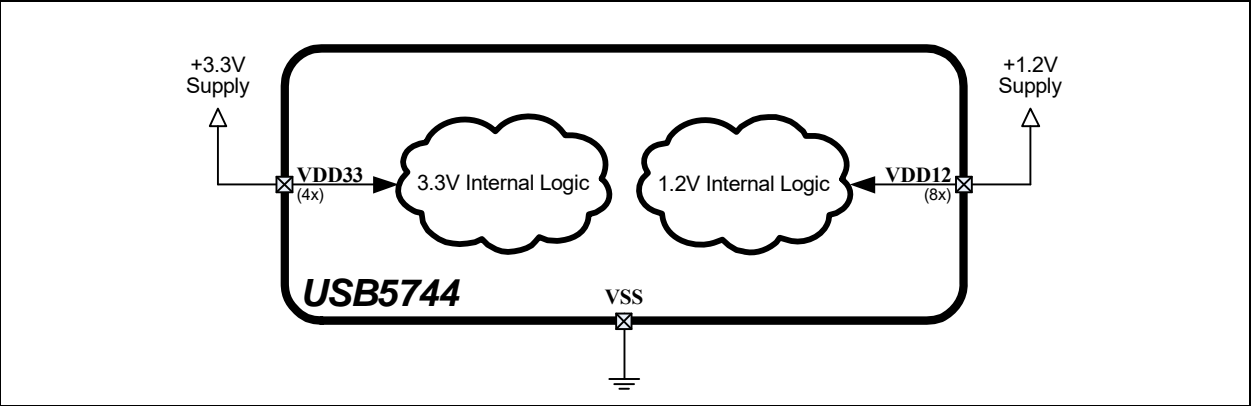 +3.3V
Supply
+1.2V
Supply
VDD33
(4x)
3.3V Internal Logic
1.2V Internal Logic
VDD12
(8x)
USB5744
VSS